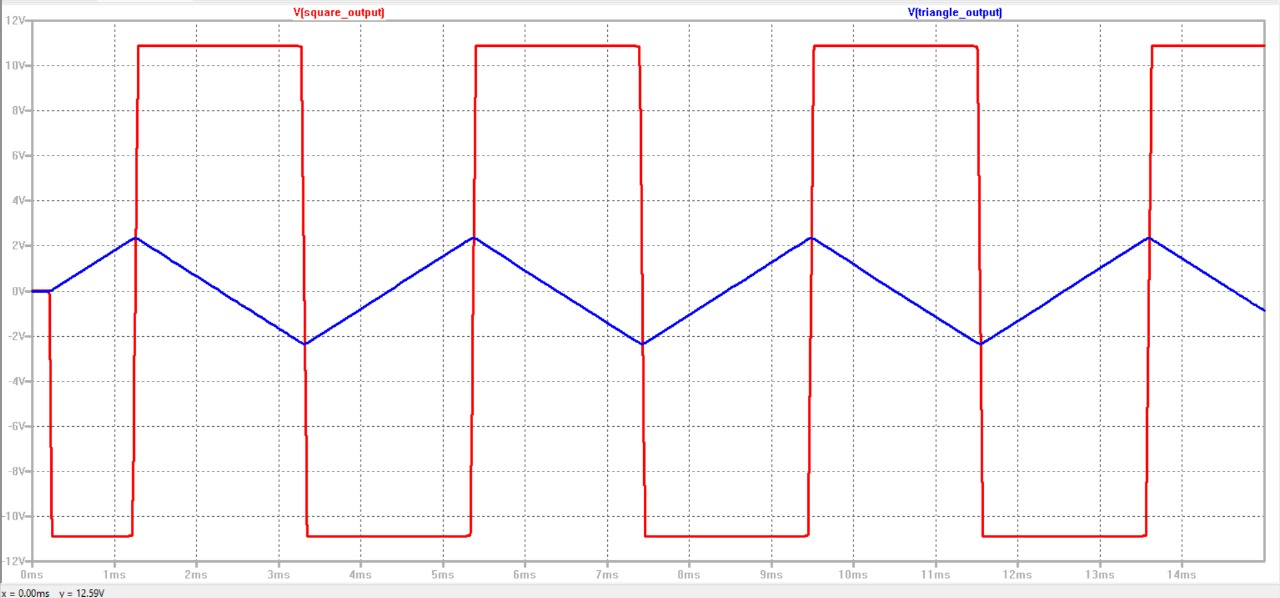 V(square_output) V(triangle_output)
12V
10V
8V
6V
4V
2V
0V
-2V
-4V
-6V
-8V
-10V
-12V
0ms 1ms 2ms 3ms 4ms 5ms 6ms 7ms 8ms 9ms 10ms 11ms 12ms 13ms 14ms
x = 0.00ms y = 12.59V